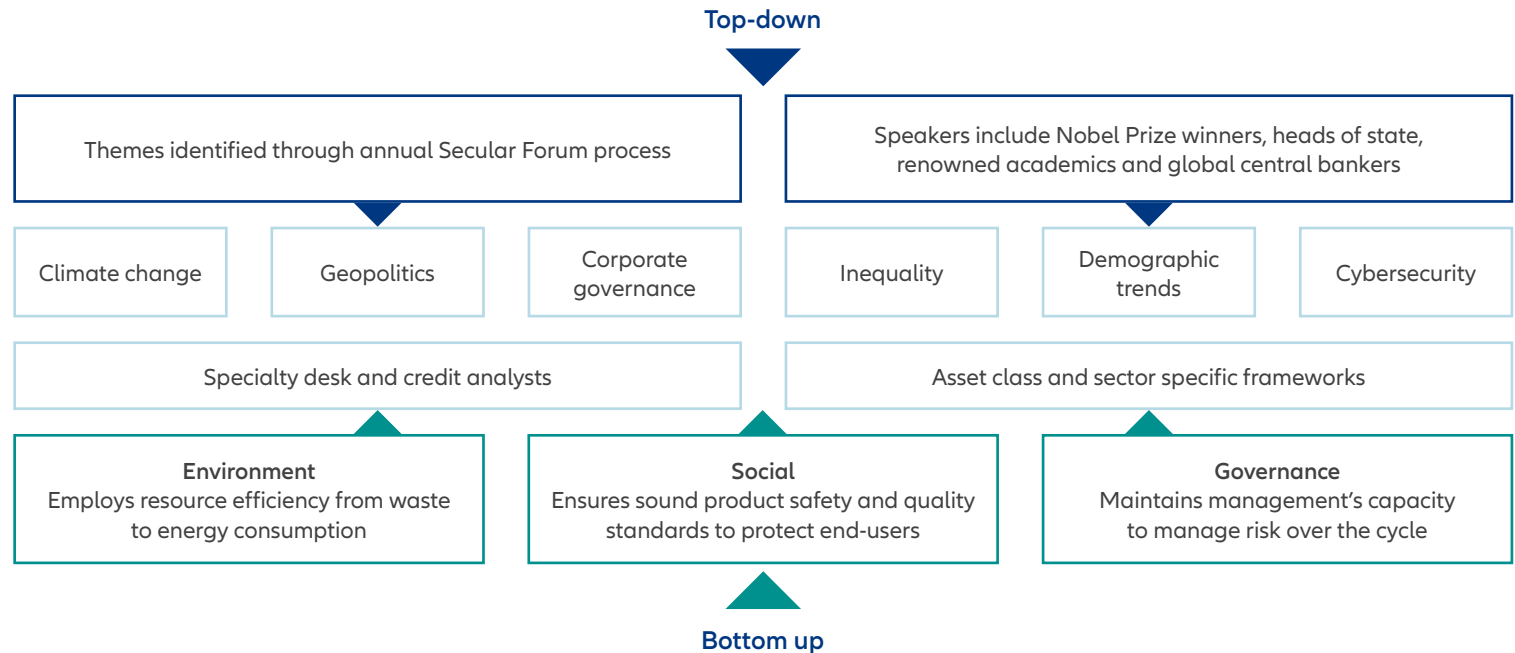 Top-down
Themes identified through annual Secular Forum process
Speakers include Nobel Prize winners, heads of state,
renowned academics and global central bankers
Climate change
Geopolitics
Corporate
governance
Inequality
Demographic
trends
Cybersecurity
Specialty desk and credit analysts
Asset class and sector specific frameworks
Environment
Employs resource efficiency from waste
to energy consumption
Social
Ensures sound product safety and quality
standards to protect end-users
Governance
Maintains management’s capacity
to manage risk over the cycle
Bottom up